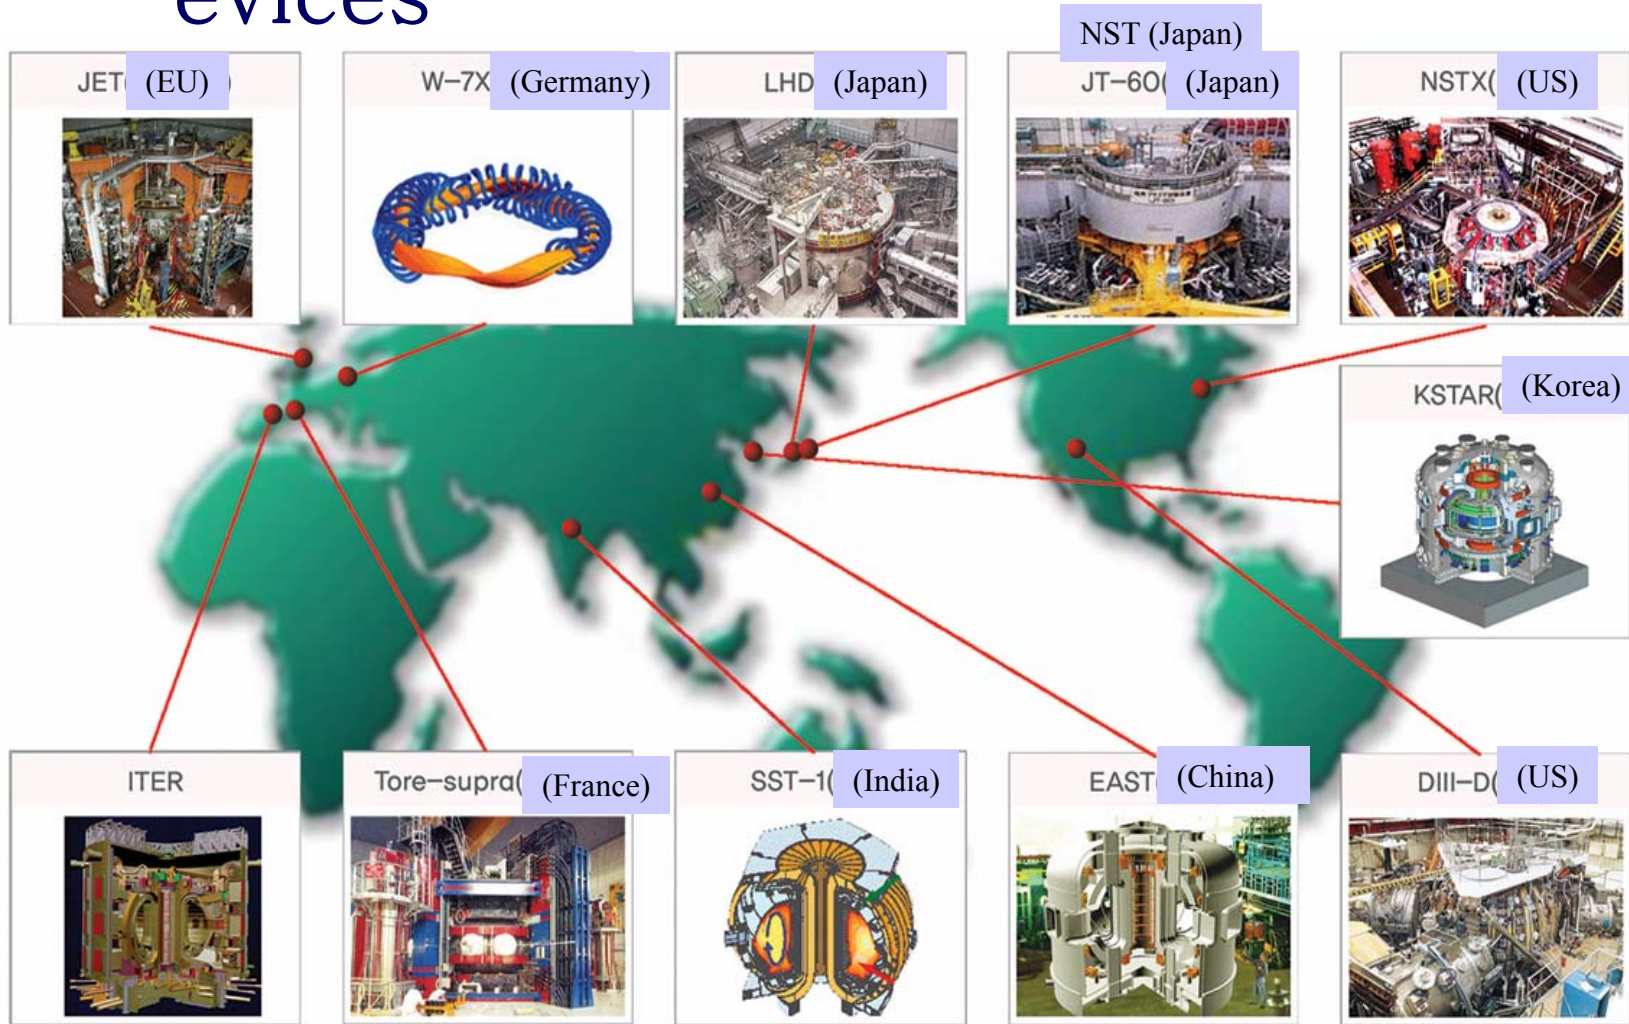 evices
NST (Japan)
JET (EU) )
W-7X (Germany)
LHD (Japan)
JT-60( (Japan)
NSTX( (US)
KSTAR( (Korea)
ITER
Tore-supra( (France)
SST-1( (India)
EAST (China)
DIII-D( (US)